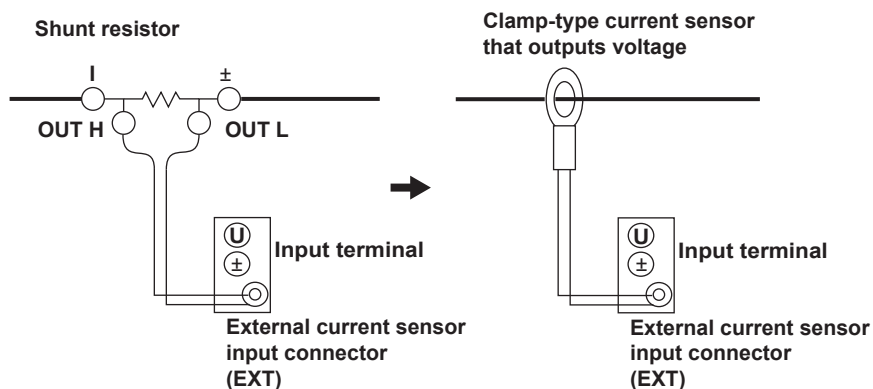 Shunt resistor
I
±
OUT H
OUT L
U
±
Input terminal
External current sensor
input connector
(EXT)
Clamp-type current sensor
that outputs voltage
U
±
Input terminal
External current sensor
input connector
(EXT)